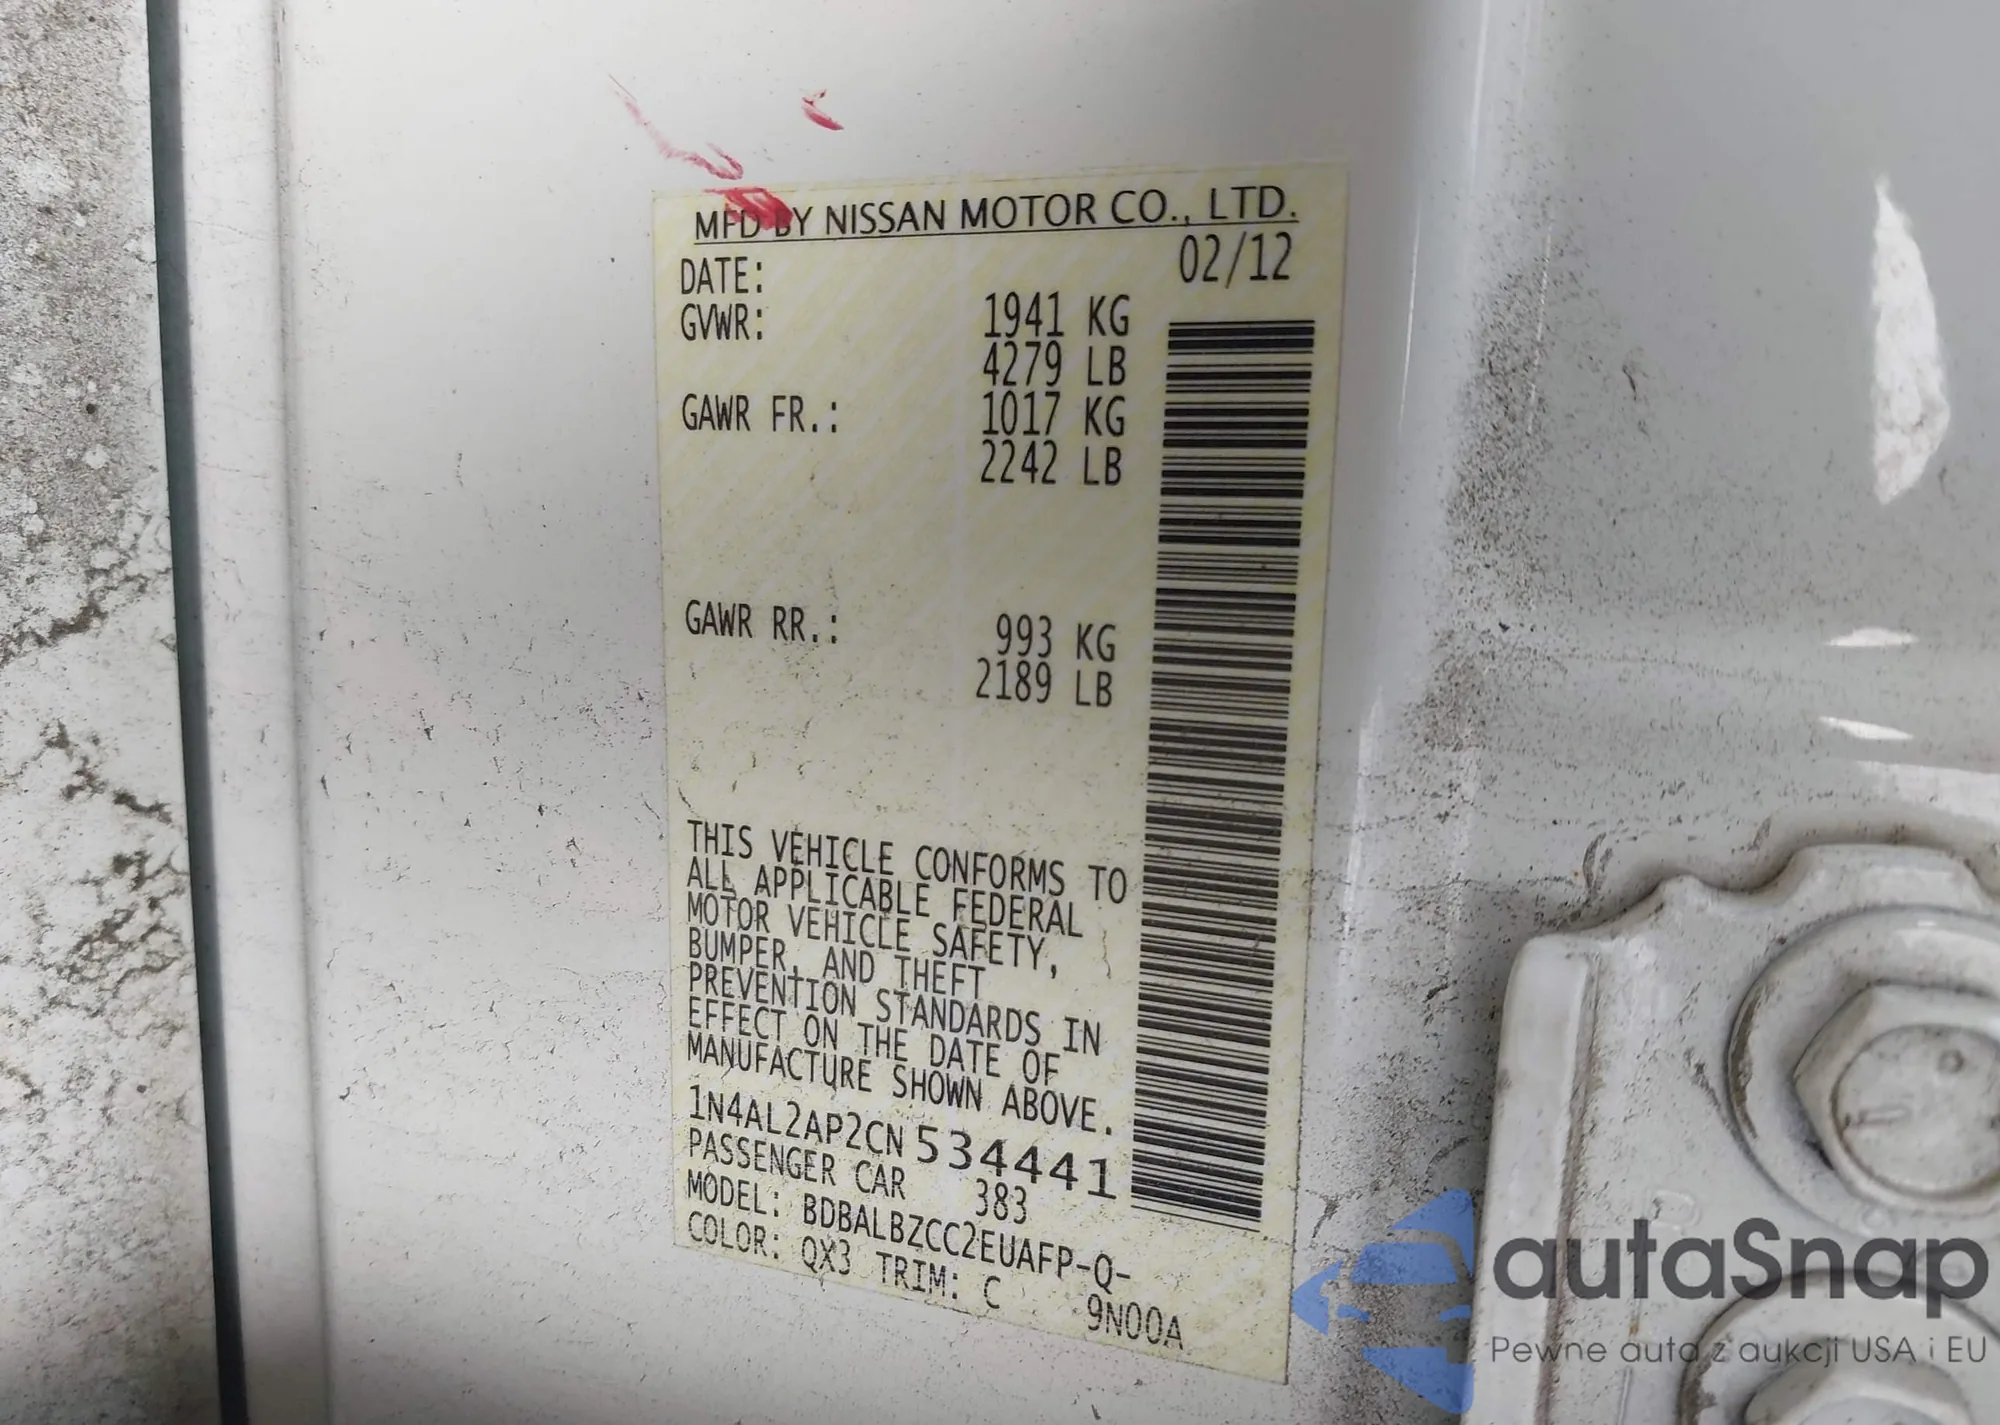 MFD BY NISSAN MOTOR CO., LTD.
DATE: 02/12
GVWR: 1941 KG
4279 LB
GAWR FR.: 1017 KG
2242 LB
GAWR RR.: 993 KG
2189 LB
THIS VEHICLE CONFORMS TO
ALL APPLICABLE FEDERAL
MOTOR VEHICLE SAFETY,
BUMPER, AND THEFT
PREVENTION STANDARDS IN
EFFECT ON THE DATE OF
MANUFACTURE SHOWN ABOVE.
1N4AL2AP2CN534441
PASSENGER CAR 383
MODEL: BDBALBZCC2EUAFP-Q-
COLOR: QX3 TRIM: C 9N00A
autaSnap
Pewne auta z aukcji USA i EU